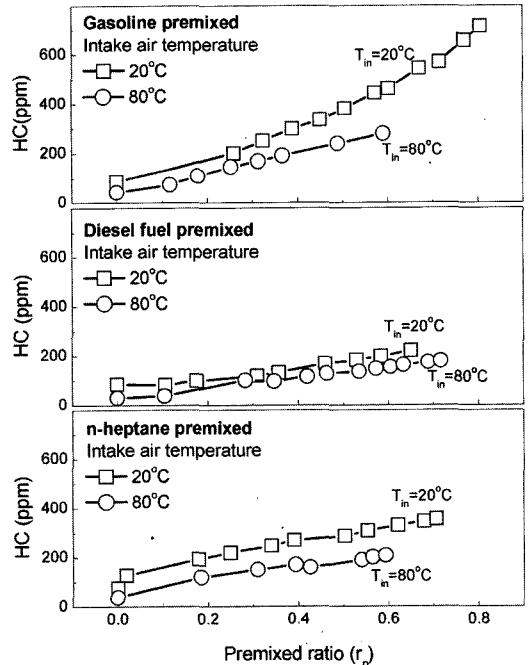 Gasoline premixed
Intake air temperature
20°C
80°C
T_in=20°C
T_in=80°C
HC(ppm)
600
400
200
0
Diesel fuel premixed
Intake air temperature
20°C
80°C
T_in=20°C
T_in=80°C
HC (ppm)
600
400
200
0
n-heptane premixed
Intake air temperature
20°C
80°C
T_in=20°C
T_in=80°C
HC (ppm)
600
400
200
0
0.0 0.2 0.4 0.6 0.8
Premixed ratio (r_p)